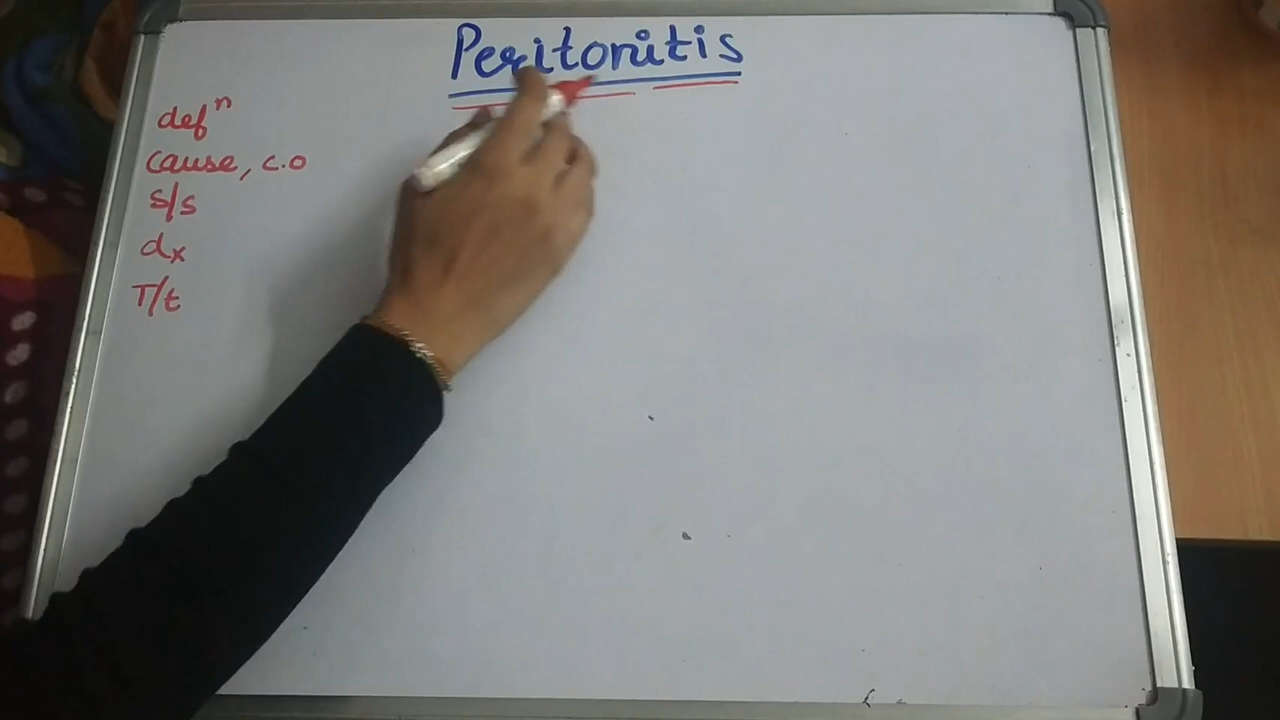 Peritonitis
defⁿ
cause, c.o
s/s
dx
T/t